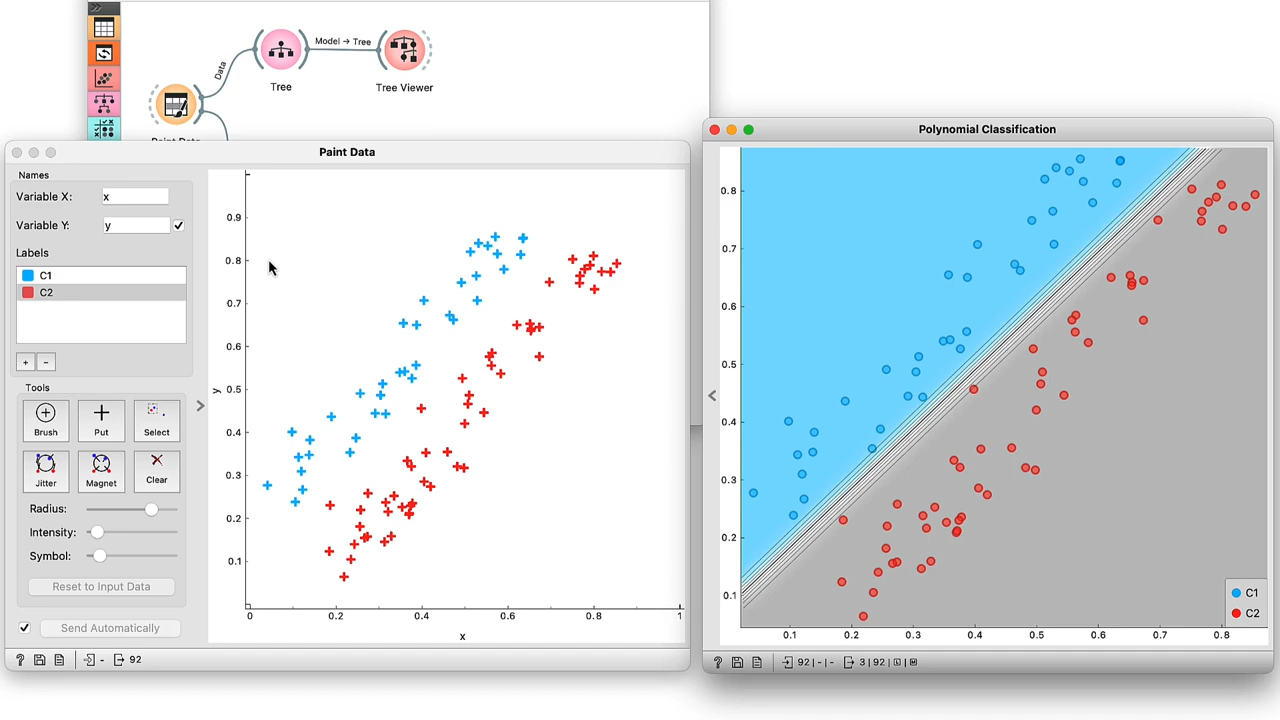 Data
Model → Tree
Tree
Tree Viewer
Paint Data
Names
Variable X: x
Variable Y: y
Labels
C1
C2
+ -
Tools
Brush Put Select
Jitter Magnet Clear
Radius:
Intensity:
Symbol:
Reset to Input Data
Send Automatically
? - 92
y
0.9
0.8
0.7
0.6
0.5
0.4
0.3
0.2
0.1
0 0.2 0.4 0.6 0.8 1
x
Polynomial Classification
0.8
0.7
0.6
0.5
0.4
0.3
0.2
0.1
0.1 0.2 0.3 0.4 0.5 0.6 0.7 0.8
C1
C2
? 92 | - | - 3 | 92 | L | M